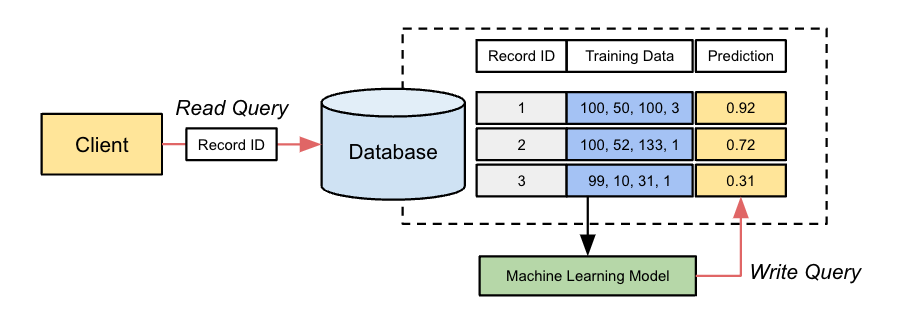 Record ID Training Data Prediction
Read Query
1 100, 50, 100, 3 0.92
Client Record ID Database
2 100, 52, 133, 1 0.72
3 99, 10, 31, 1 0.31
Machine Learning Model
Write Query